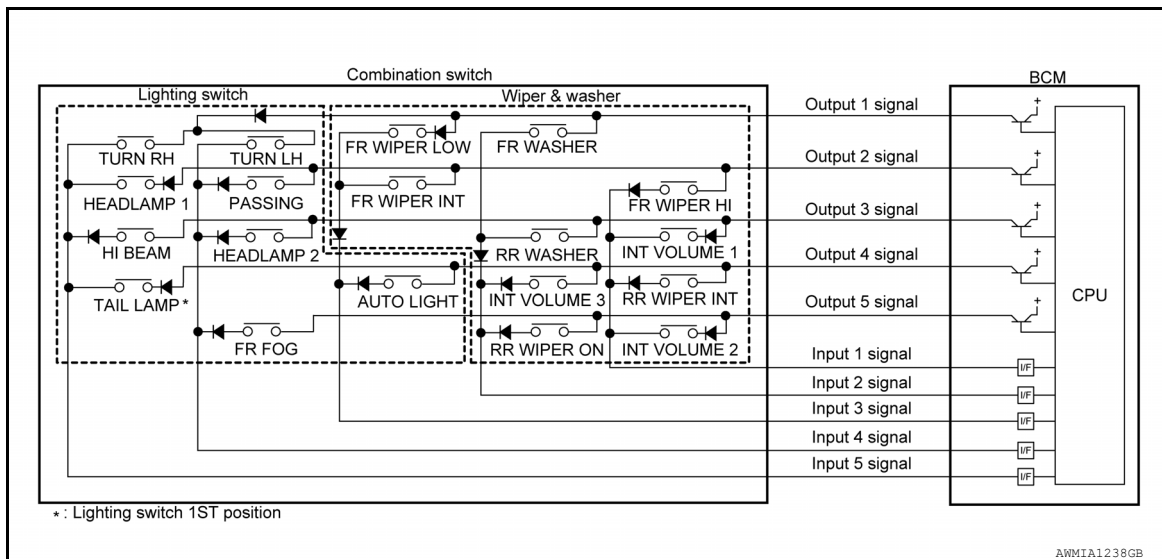 Combination switch
BCM
Lighting switch
Wiper & washer
Output 1 signal
+
TURN RH
TURN LH
FR WIPER LOW
FR WASHER
Output 2 signal
+
HEADLAMP 1
PASSING
FR WIPER INT
FR WIPER HI
Output 3 signal
+
HI BEAM
HEADLAMP 2
RR WASHER
INT VOLUME 1
Output 4 signal
+
TAIL LAMP *
AUTO LIGHT
INT VOLUME 3
RR WIPER INT
CPU
Output 5 signal
+
FR FOG
RR WIPER ON
INT VOLUME 2
Input 1 signal
I/F
Input 2 signal
I/F
Input 3 signal
I/F
Input 4 signal
I/F
Input 5 signal
I/F
* : Lighting switch 1ST position
AWMIA1238GB